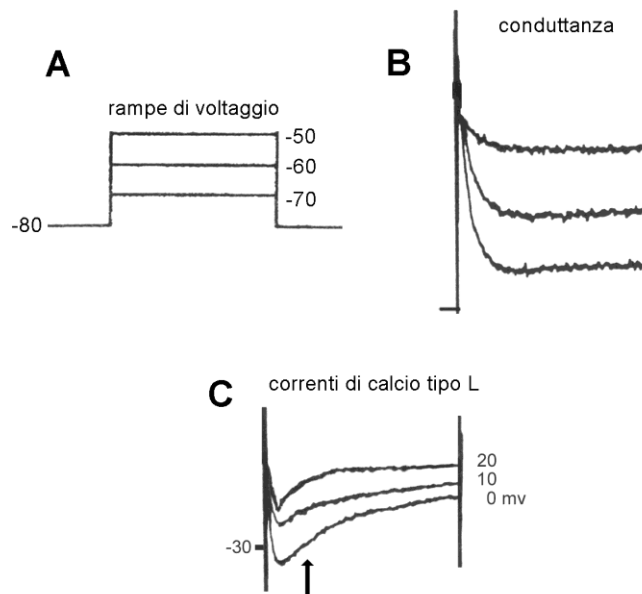 A
rampe di voltaggio
-50
-60
-70
-80
B
conduttanza
C
correnti di calcio tipo L
20
10
0 mv
-30